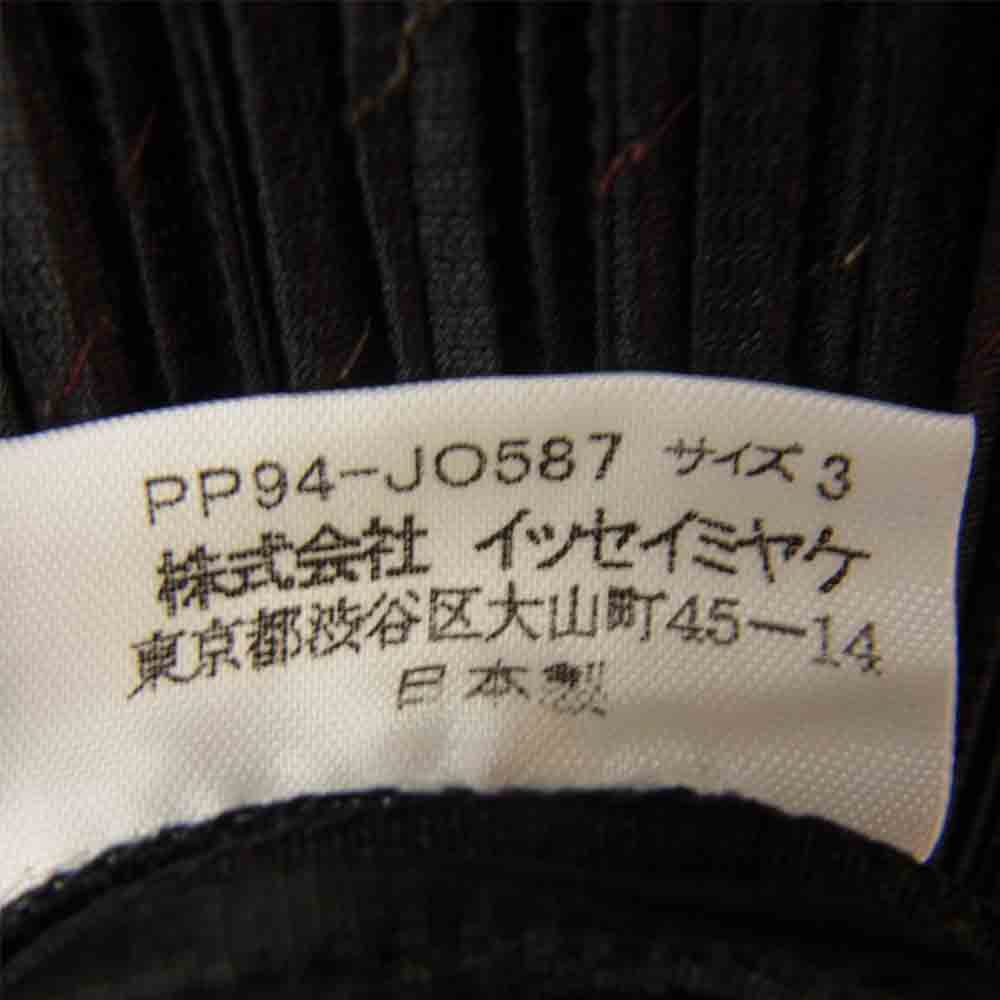 PP94-JO587 サイズ 3
株式会社 イッセイミヤケ
東京都渋谷区大山町45-14
日本製